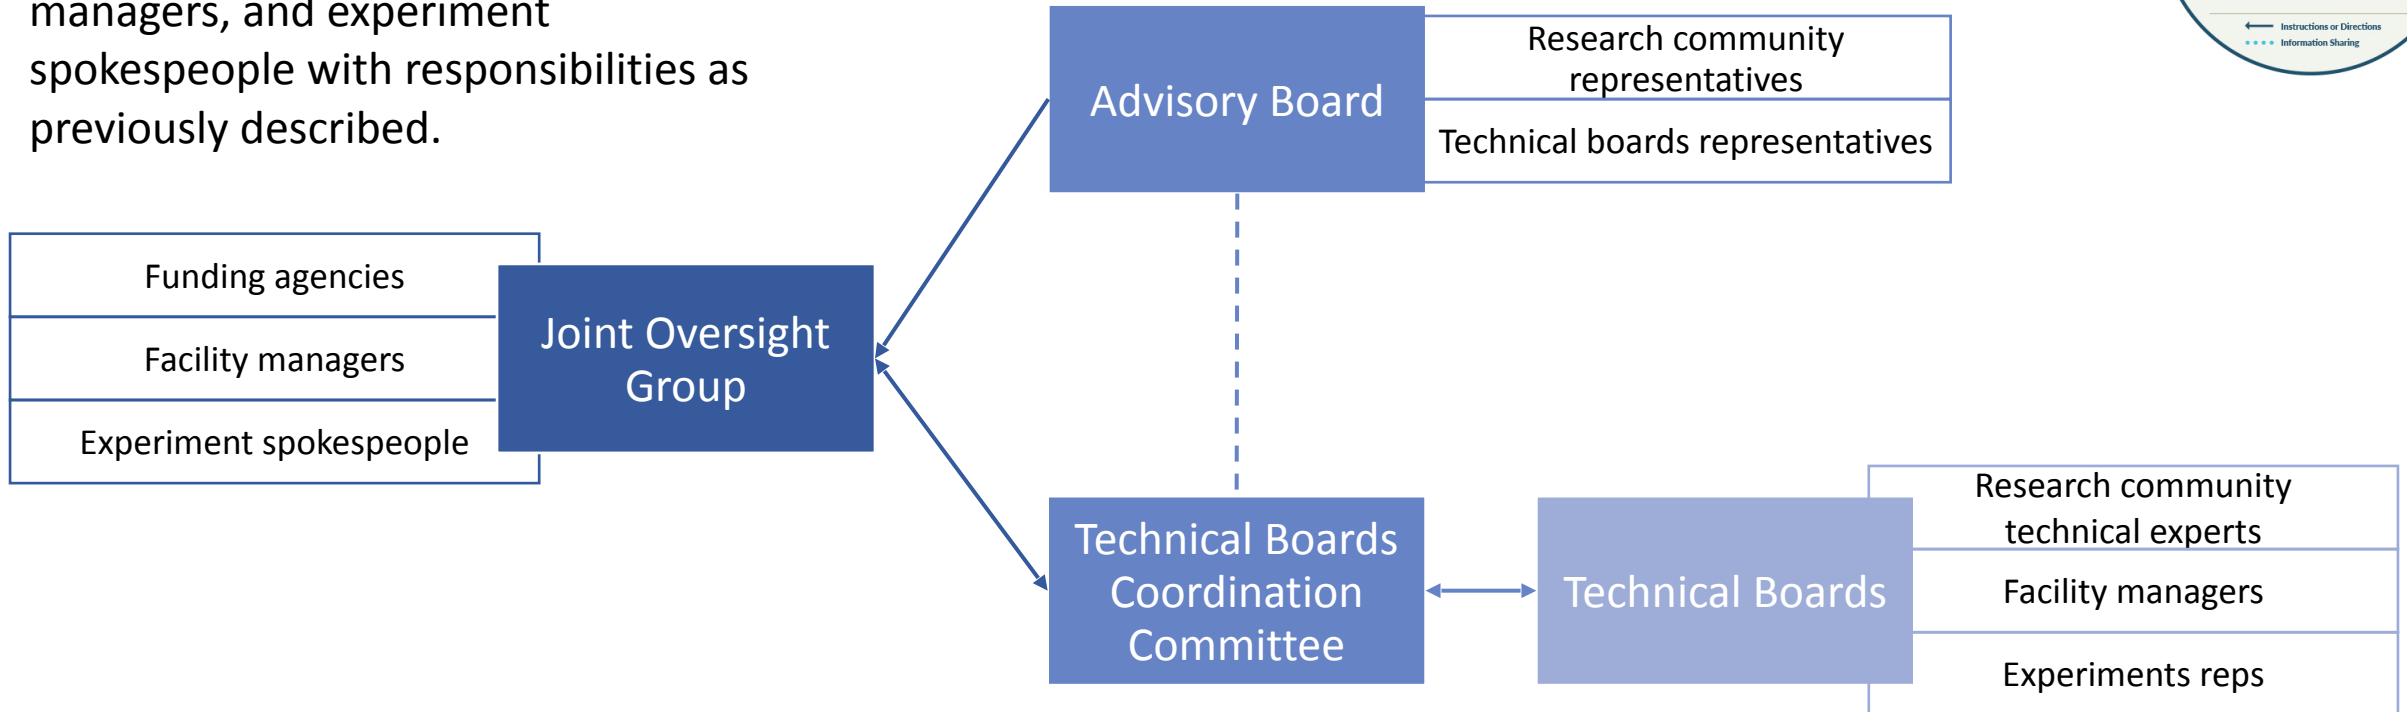 managers, and experiment
spokespeople with responsibilities as
previously described.
Instructions or Directions
Information Sharing
Advisory Board
Research community
representatives
Technical boards representatives
Funding agencies
Facility managers
Experiment spokespeople
Joint Oversight
Group
Technical Boards
Coordination
Committee
Technical Boards
Research community
technical experts
Facility managers
Experiments reps